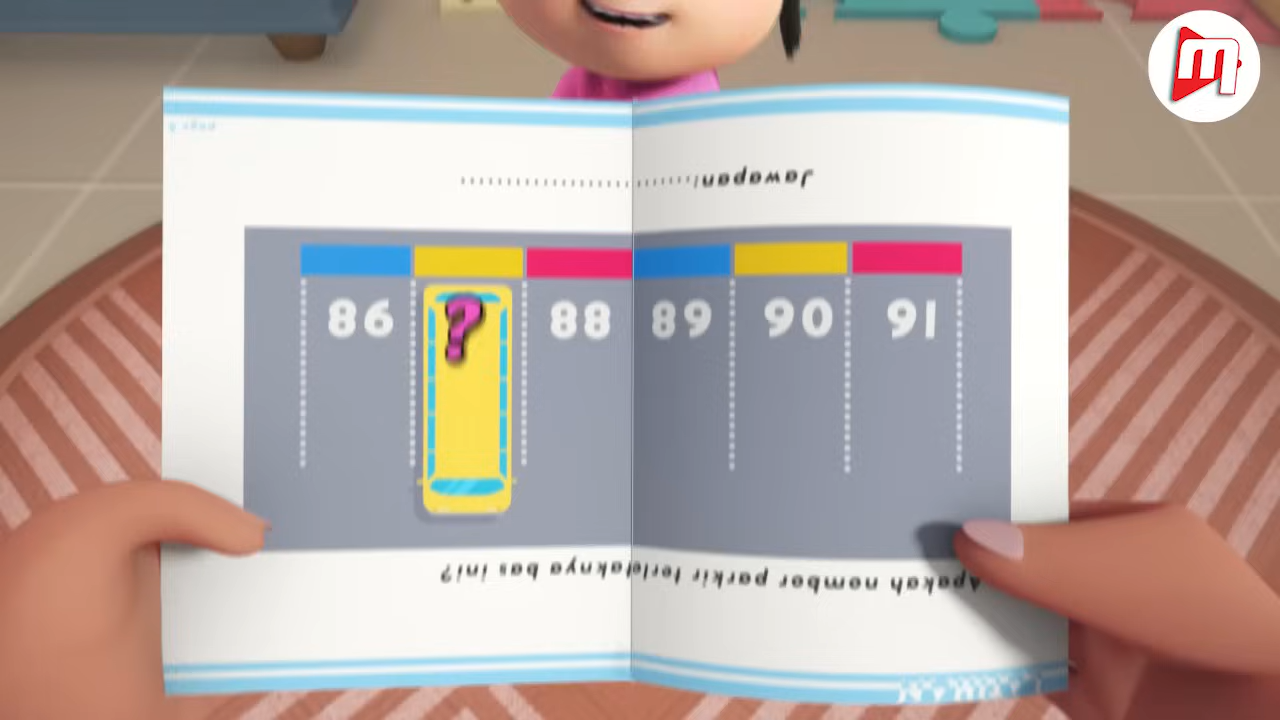 Apakah nombor parkir terletaknya bas ini?
86 ? 88 89 90 91
Jawapan:..............................